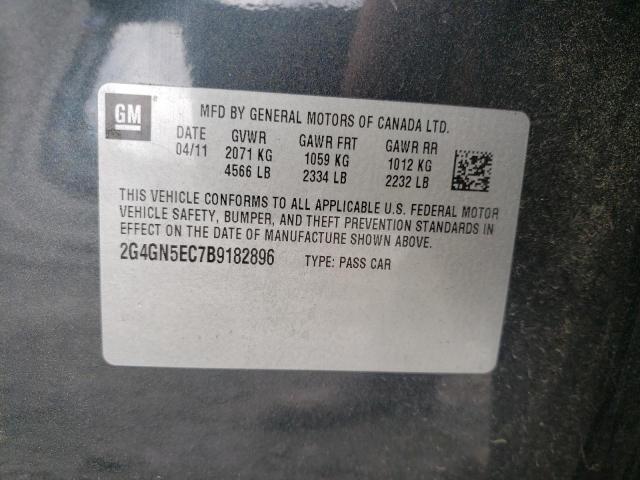 GM®
MFD BY GENERAL MOTORS OF CANADA LTD.
DATE GVWR GAWR FRT GAWR RR
04/11 2071 KG 1059 KG 1012 KG
4566 LB 2334 LB 2232 LB
THIS VEHICLE CONFORMS TO ALL APPLICABLE U.S. FEDERAL MOTOR
VEHICLE SAFETY, BUMPER, AND THEFT PREVENTION STANDARDS IN
EFFECT ON THE DATE OF MANUFACTURE SHOWN ABOVE.
2G4GN5EC7B9182896 TYPE: PASS CAR